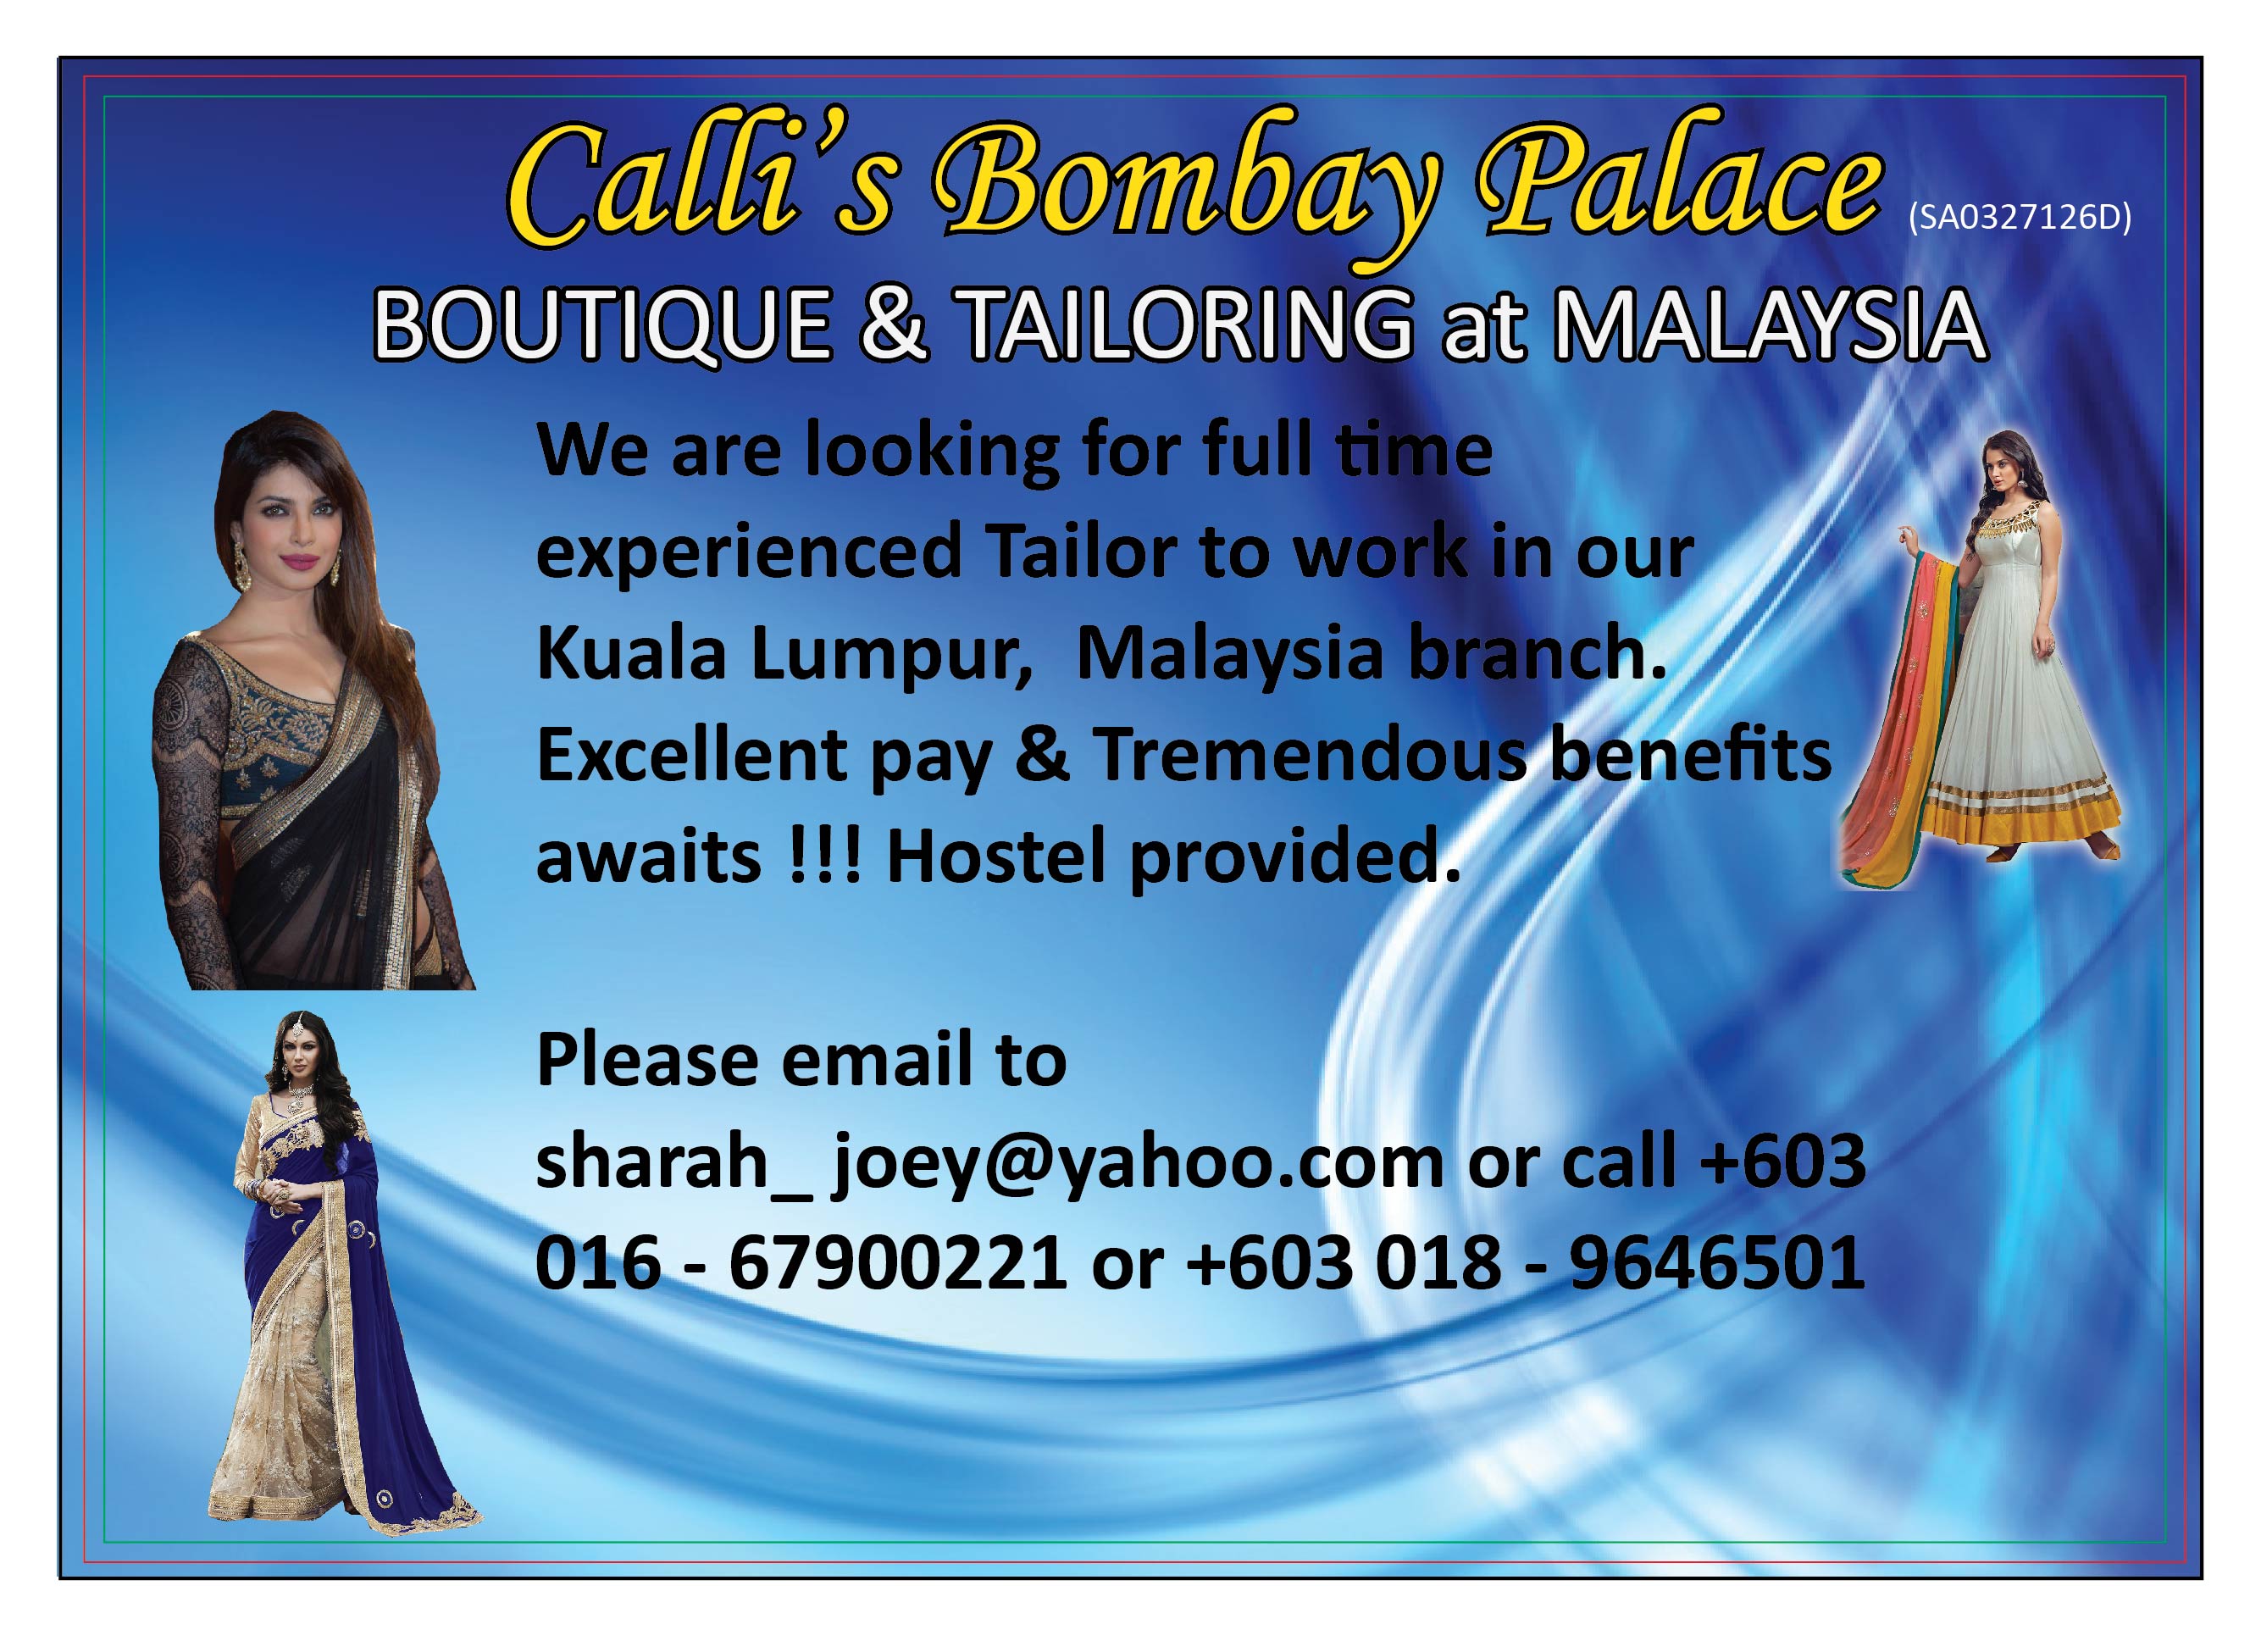 Calli's Bombay Palace (SA0327126D)
BOUTIQUE & TAILORING at MALAYSIA
We are looking for full time
experienced Tailor to work in our
Kuala Lumpur,  Malaysia branch.
Excellent pay & Tremendous benefits
awaits !!! Hostel provided.
Please email to
sharah_ joey@yahoo.com or call +603
016 - 67900221 or +603 018 - 9646501